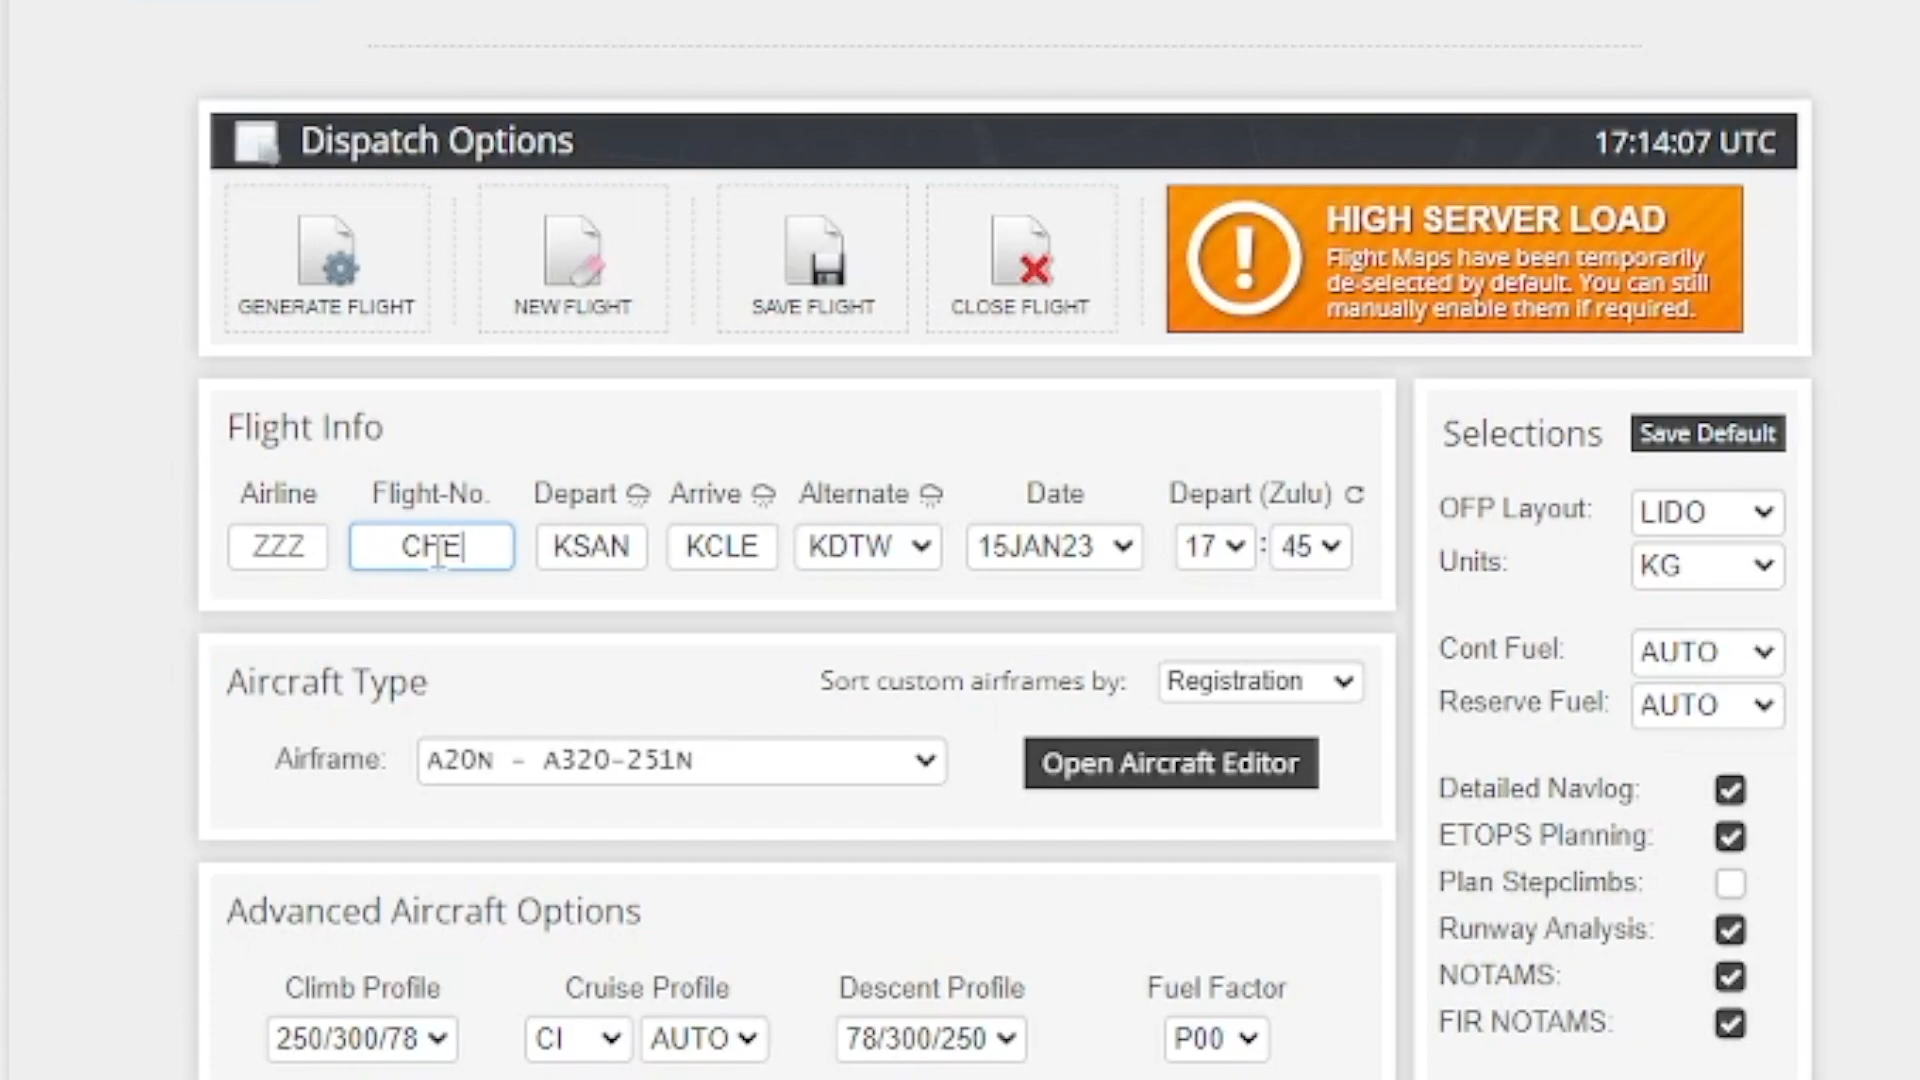 Dispatch Options
17:14:07 UTC
GENERATE FLIGHT
NEW FLIGHT
SAVE FLIGHT
CLOSE FLIGHT
HIGH SERVER LOAD
Flight Maps have been temporarily
de-selected by default. You can still
manually enable them if required.
Flight Info
Airline Flight-No. Depart Arrive Alternate Date Depart (Zulu)
ZZZ CHE KSAN KCLE KDTW 15JAN23 17 : 45
Aircraft Type
Sort custom airframes by: Registration
Airframe: A20N - A320-251N
Open Aircraft Editor
Advanced Aircraft Options
Climb Profile Cruise Profile Descent Profile Fuel Factor
250/300/78 CI AUTO 78/300/250 P00
Selections Save Default
OFP Layout: LIDO
Units: KG
Cont Fuel: AUTO
Reserve Fuel: AUTO
Detailed Navlog:
ETOPS Planning:
Plan Stepclimbs:
Runway Analysis:
NOTAMS:
FIR NOTAMS: